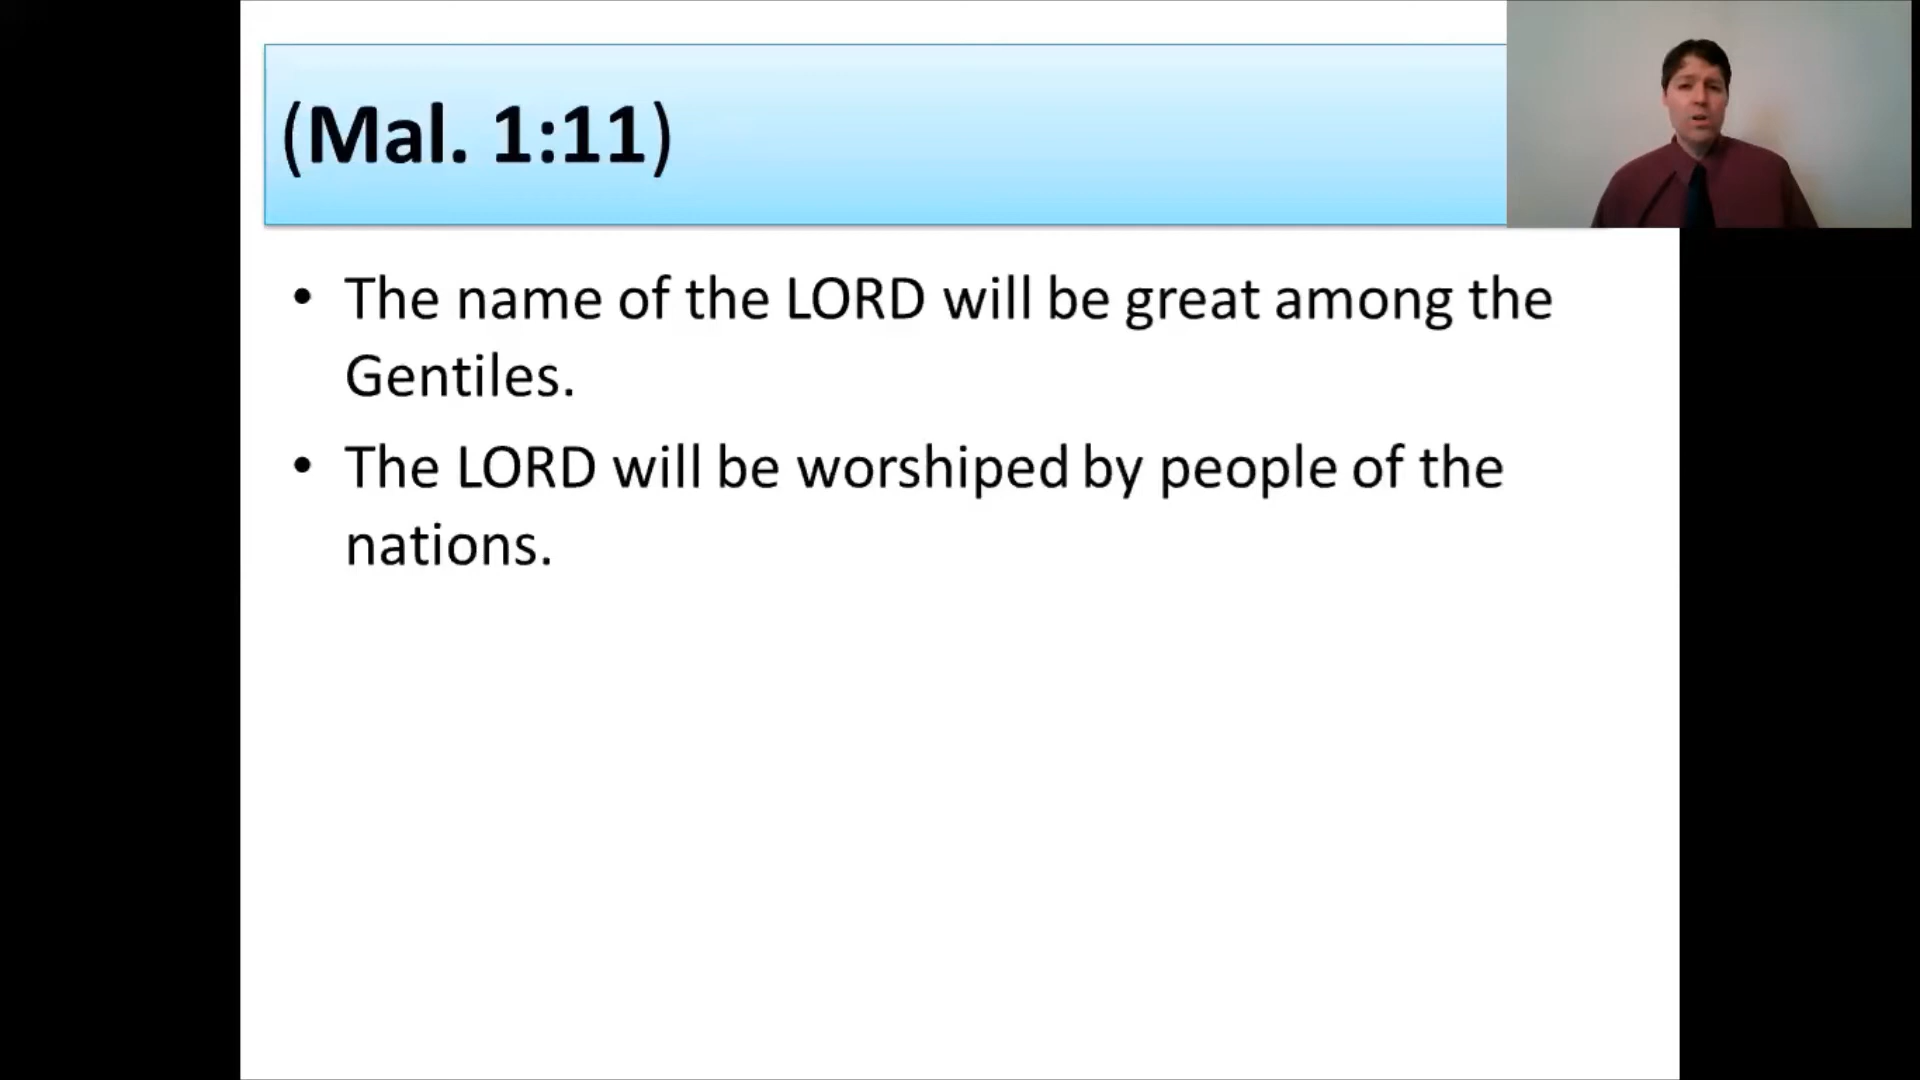 (Mal. 1:11)
• The name of the LORD will be great among the
Gentiles.
• The LORD will be worshiped by people of the
nations.